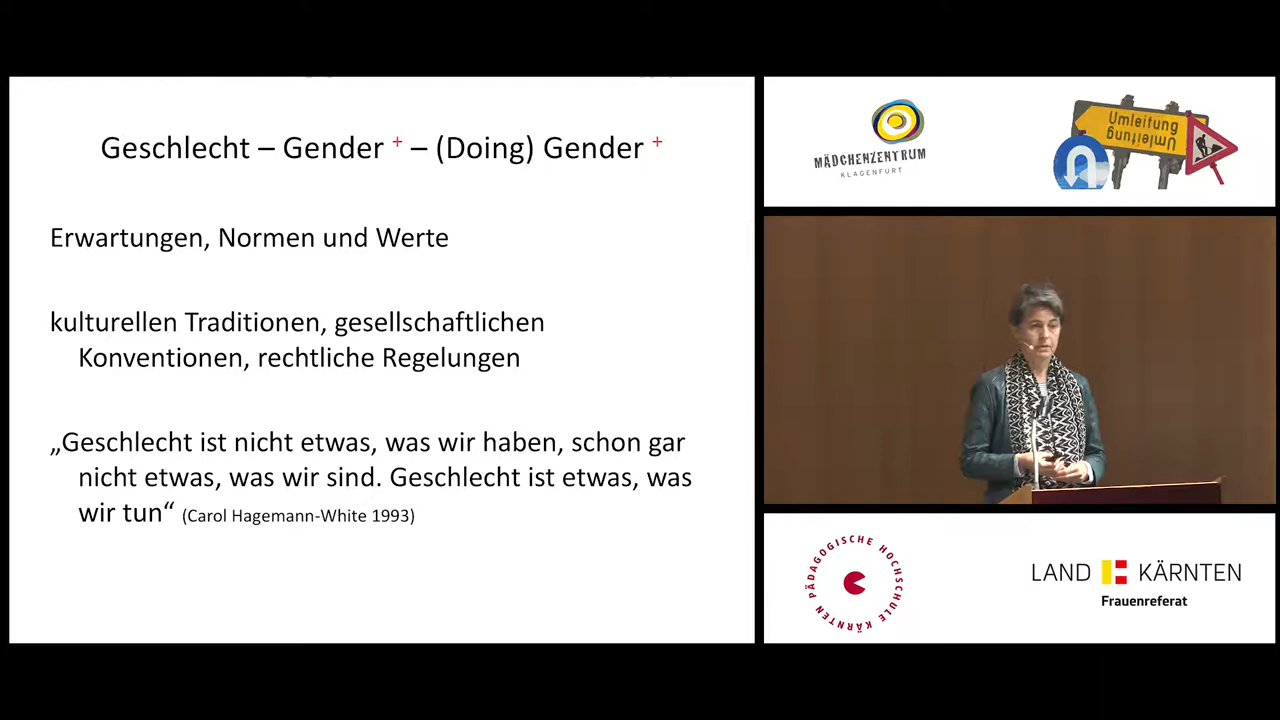 Geschlecht – Gender + – (Doing) Gender +
Erwartungen, Normen und Werte
kulturellen Traditionen, gesellschaftlichen
Konventionen, rechtliche Regelungen
„Geschlecht ist nicht etwas, was wir haben, schon gar
nicht etwas, was wir sind. Geschlecht ist etwas, was
wir tun“ (Carol Hagemann-White 1993)
MÄDCHENZENTRUM
KLAGENFURT
Umleitung
Umleitung
PÄDAGOGISCHE HOCHSCHULE KÄRNTEN
LAND KÄRNTEN
Frauenreferat